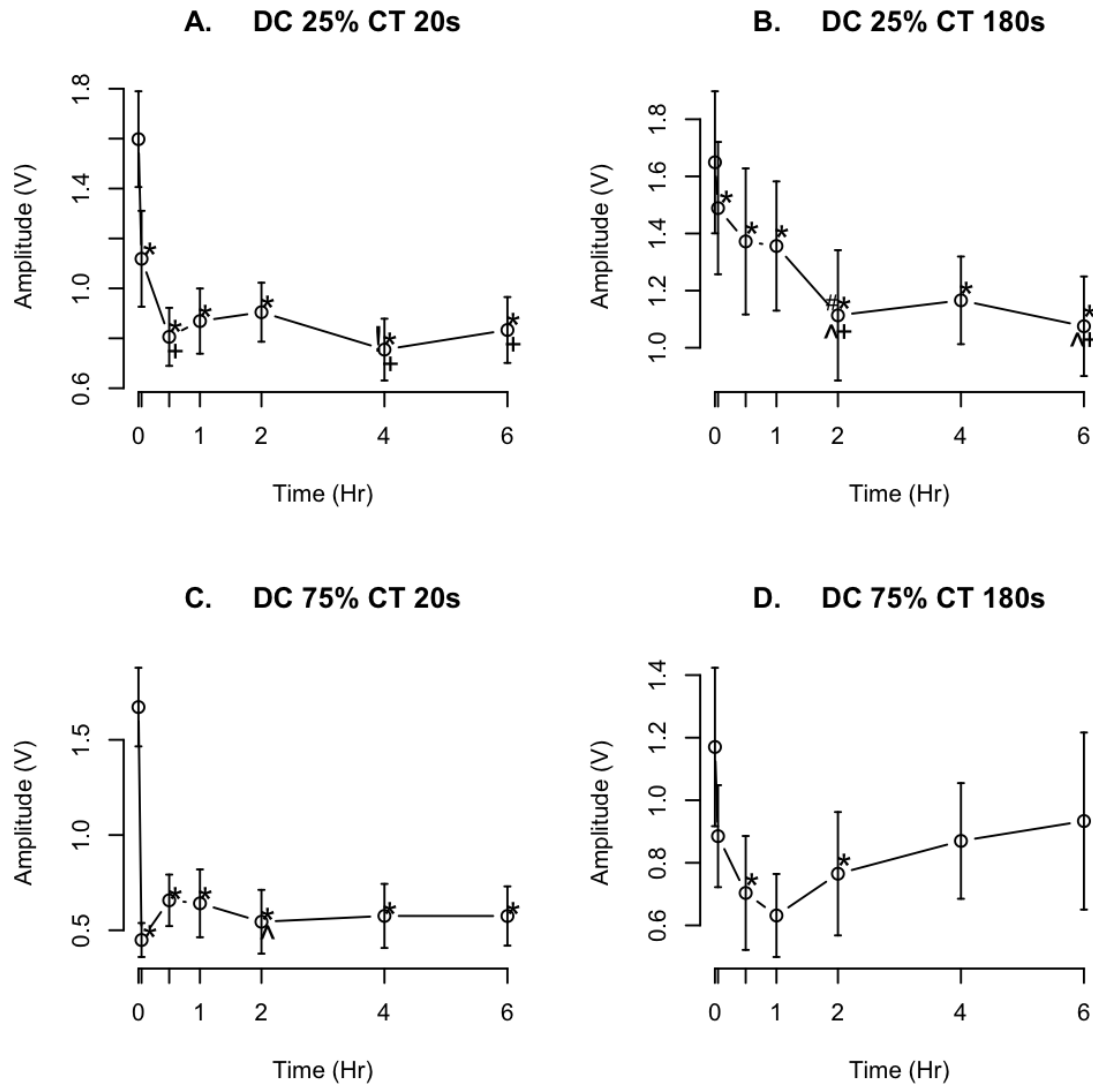 A. DC 25% CT 20s
Amplitude (V)
1.8
1.4
1.0
0.6
*
*
+
*
*
!
*
+
*
+
0 1 2 4 6
Time (Hr)
B. DC 25% CT 180s
Amplitude (V)
1.8
1.6
1.4
1.2
1.0
*
*
*
# *
^ +
*
*
^ +
0 1 2 4 6
Time (Hr)
C. DC 75% CT 20s
Amplitude (V)
1.5
1.0
0.5
*
*
*
*
^
*
*
0 1 2 4 6
Time (Hr)
D. DC 75% CT 180s
Amplitude (V)
1.4
1.2
1.0
0.8
0.6
*
*
0 1 2 4 6
Time (Hr)